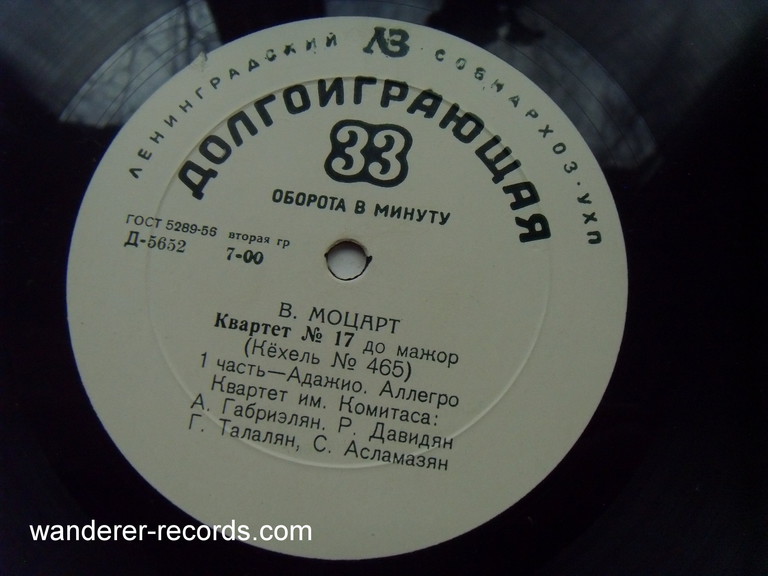 ЛЕНИНГРАДСКИЙ ЛЗ СОВНАРХОЗ·УХП
ДОЛГОИГРАЮЩАЯ
33
ОБОРОТА В МИНУТУ
ГОСТ 5289-56 вторая гр
Д-5652 7-00
В. МОЦАРТ
Квартет № 17 до мажор
(Кёхель № 465)
1 часть—Адажио. Аллегро
Квартет им. Комитаса:
А. Габриэлян, Р. Давидян
Г. Талалян, С. Асламазян
wanderer-records.com